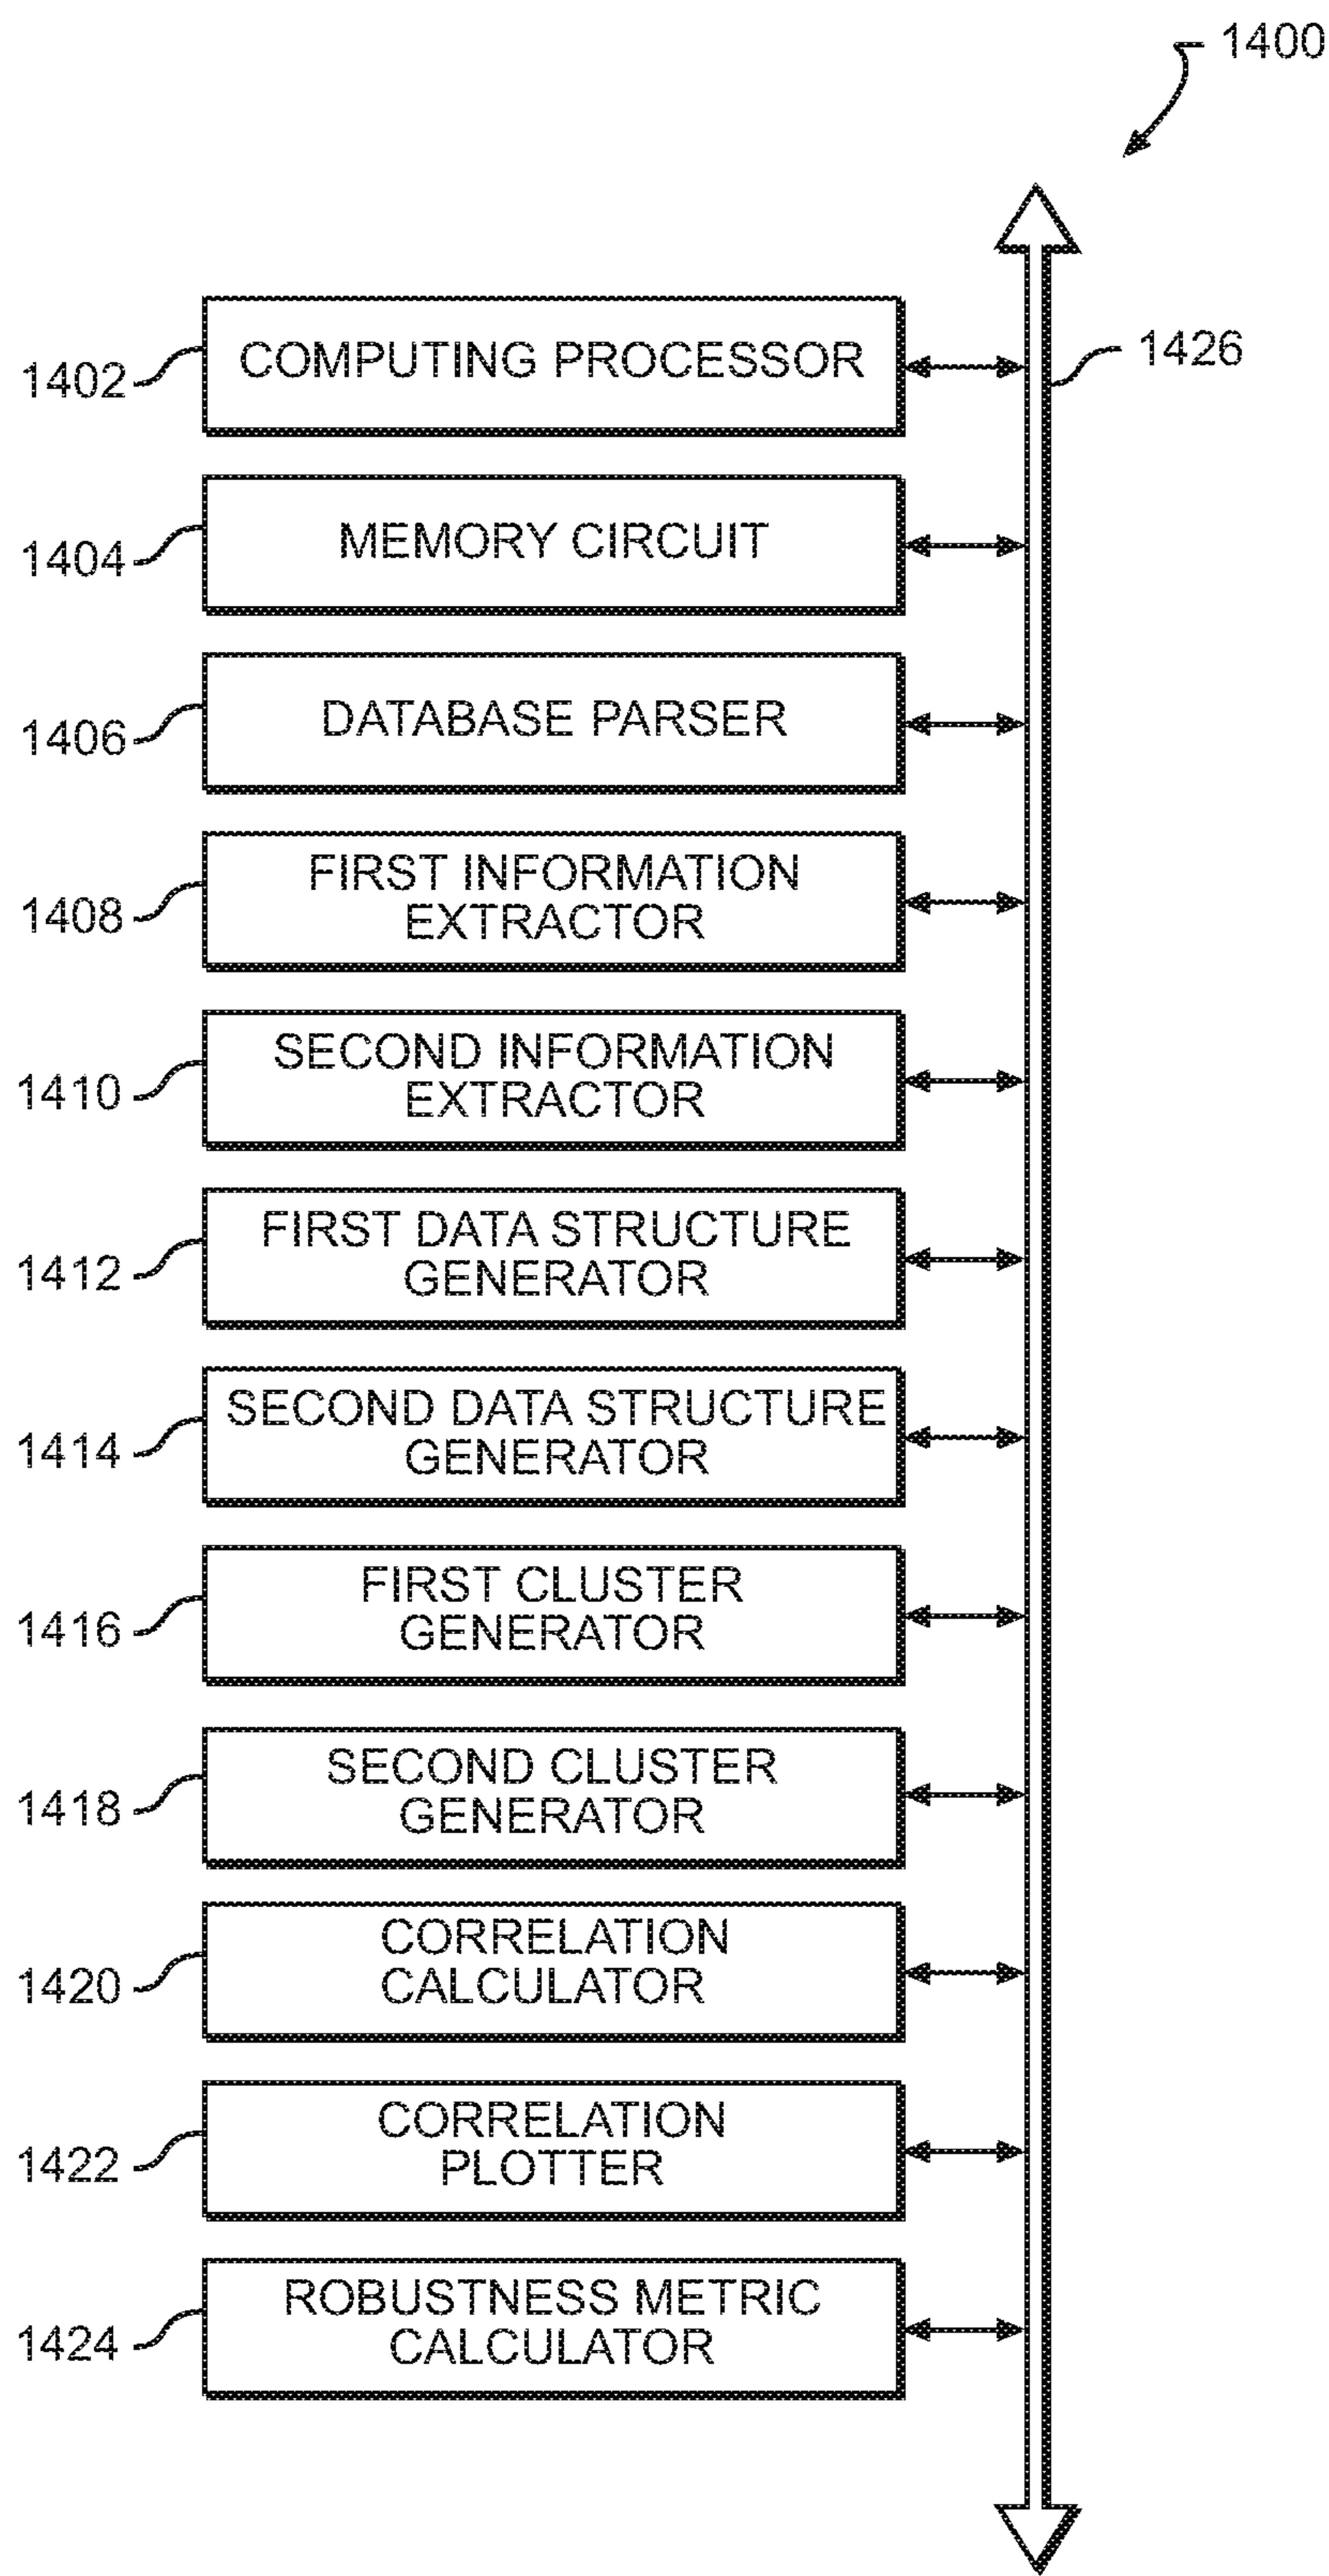 1400
1402
COMPUTING PROCESSOR
1426
1404
MEMORY CIRCUIT
1406
DATABASE PARSER
1408
FIRST INFORMATION
EXTRACTOR
1410
SECOND INFORMATION
EXTRACTOR
1412
FIRST DATA STRUCTURE
GENERATOR
1414
SECOND DATA STRUCTURE
GENERATOR
1416
FIRST CLUSTER
GENERATOR
1418
SECOND CLUSTER
GENERATOR
1420
CORRELATION
CALCULATOR
1422
CORRELATION
PLOTTER
1424
ROBUSTNESS METRIC
CALCULATOR